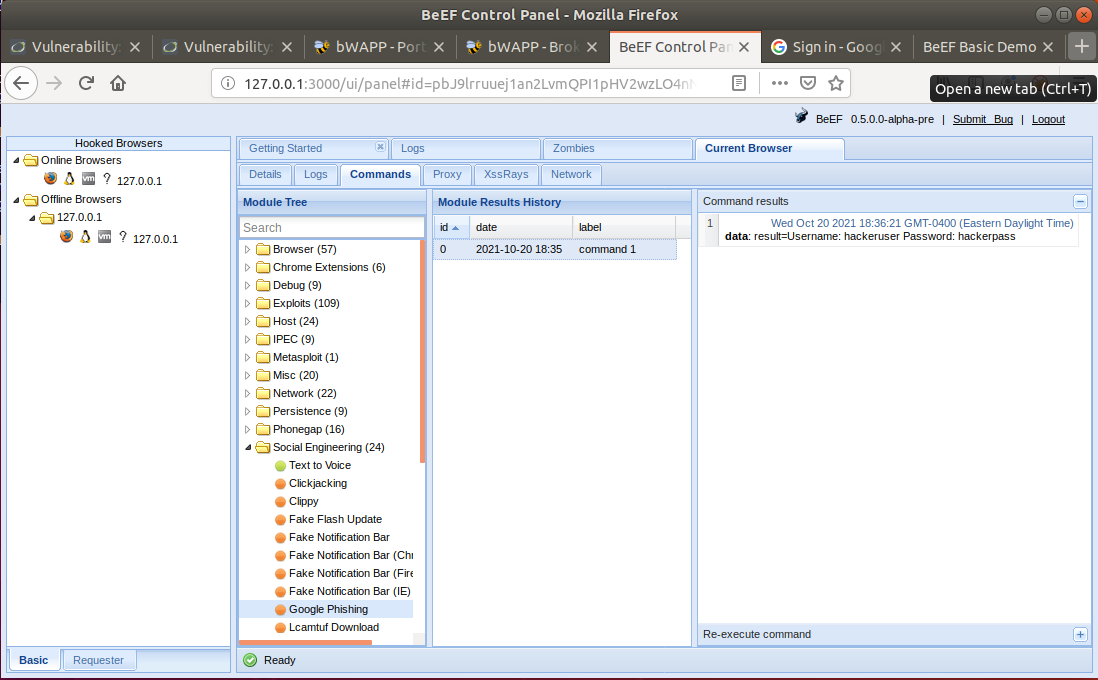 BeEF Control Panel - Mozilla Firefox
Vulnerability:
Vulnerability:
bWAPP - Port
bWAPP - Brok
BeEF Control Pan
Sign in - Goog
BeEF Basic Demo
127.0.0.1:3000/ui/panel#id=pbJ9lrruuej1an2LvmQPI1pHV2wzLO4n
Open a new tab (Ctrl+T)
BeEF 0.5.0.0-alpha-pre | Submit Bug | Logout
Hooked Browsers
Online Browsers
vm ? 127.0.0.1
Offline Browsers
127.0.0.1
vm ? 127.0.0.1
Basic
Requester
Getting Started
Logs
Zombies
Current Browser
Details
Logs
Commands
Proxy
XssRays
Network
Module Tree
Search
Browser (57)
Chrome Extensions (6)
Debug (9)
Exploits (109)
Host (24)
IPEC (9)
Metasploit (1)
Misc (20)
Network (22)
Persistence (9)
Phonegap (16)
Social Engineering (24)
Text to Voice
Clickjacking
Clippy
Fake Flash Update
Fake Notification Bar
Fake Notification Bar (Chr
Fake Notification Bar (Fire
Fake Notification Bar (IE)
Google Phishing
Lcamtuf Download
Module Results History
id date label
0 2021-10-20 18:35 command 1
Command results
1 Wed Oct 20 2021 18:36:21 GMT-0400 (Eastern Daylight Time)
data: result=Username: hackeruser Password: hackerpass
Re-execute command
Ready